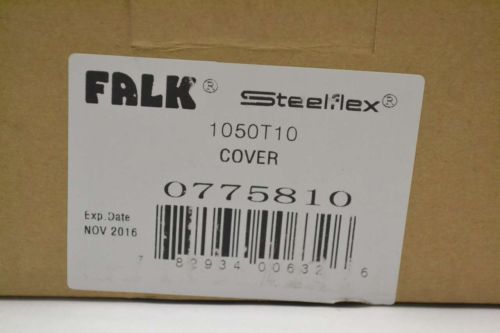 FALK® Steelflex®
1050T10
COVER
0775810
Exp.Date
NOV 2016
7 82934 00632 6